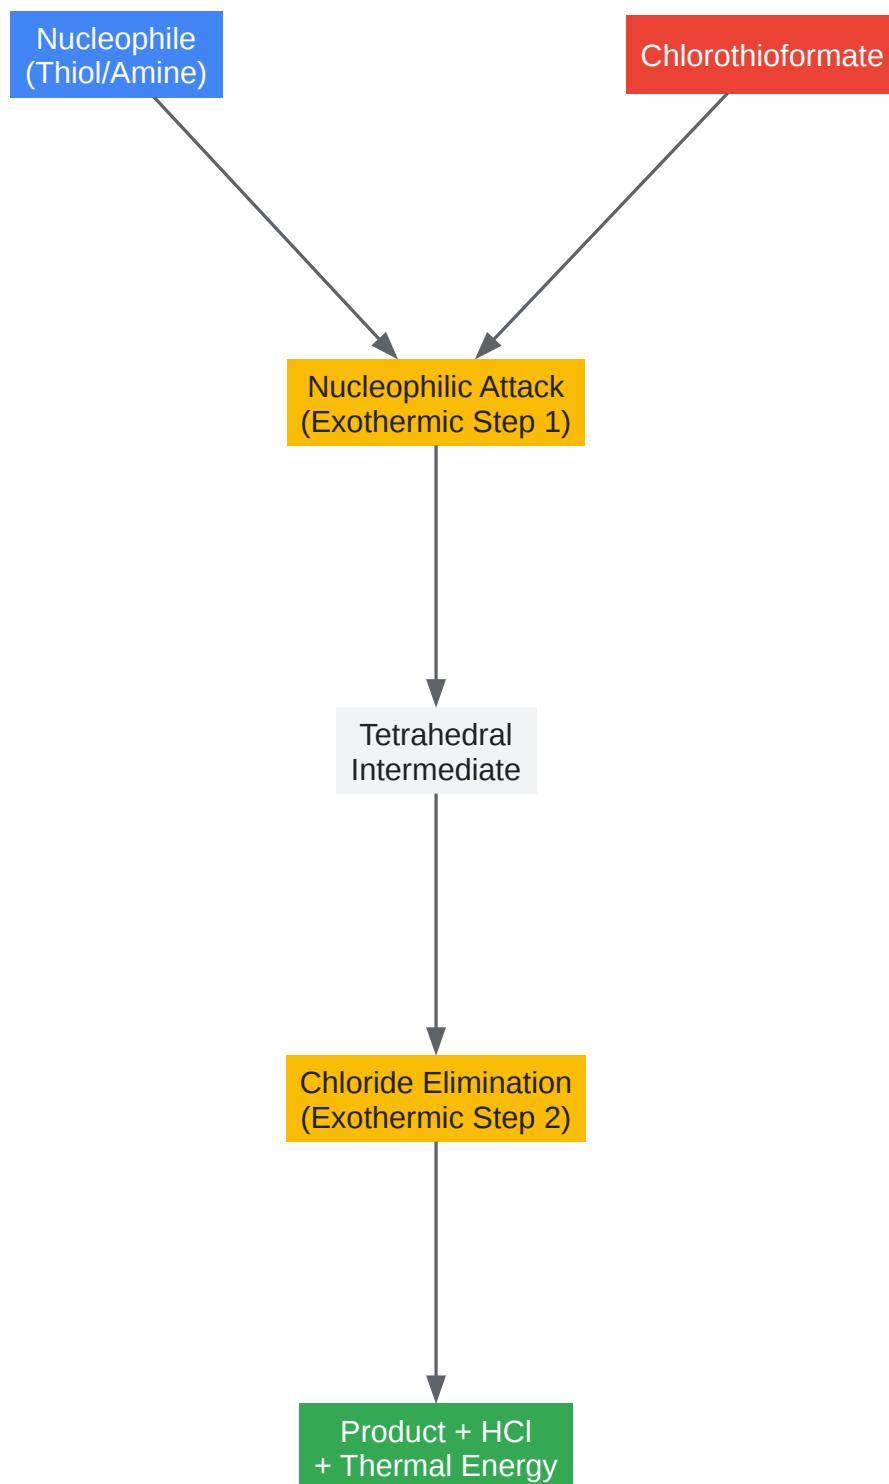 Nucleophile
(Thiol/Amine)
Chlorothioformate
Nucleophilic Attack
(Exothermic Step 1)
Tetrahedral
Intermediate
Chloride Elimination
(Exothermic Step 2)
Product + HCl
+ Thermal Energy